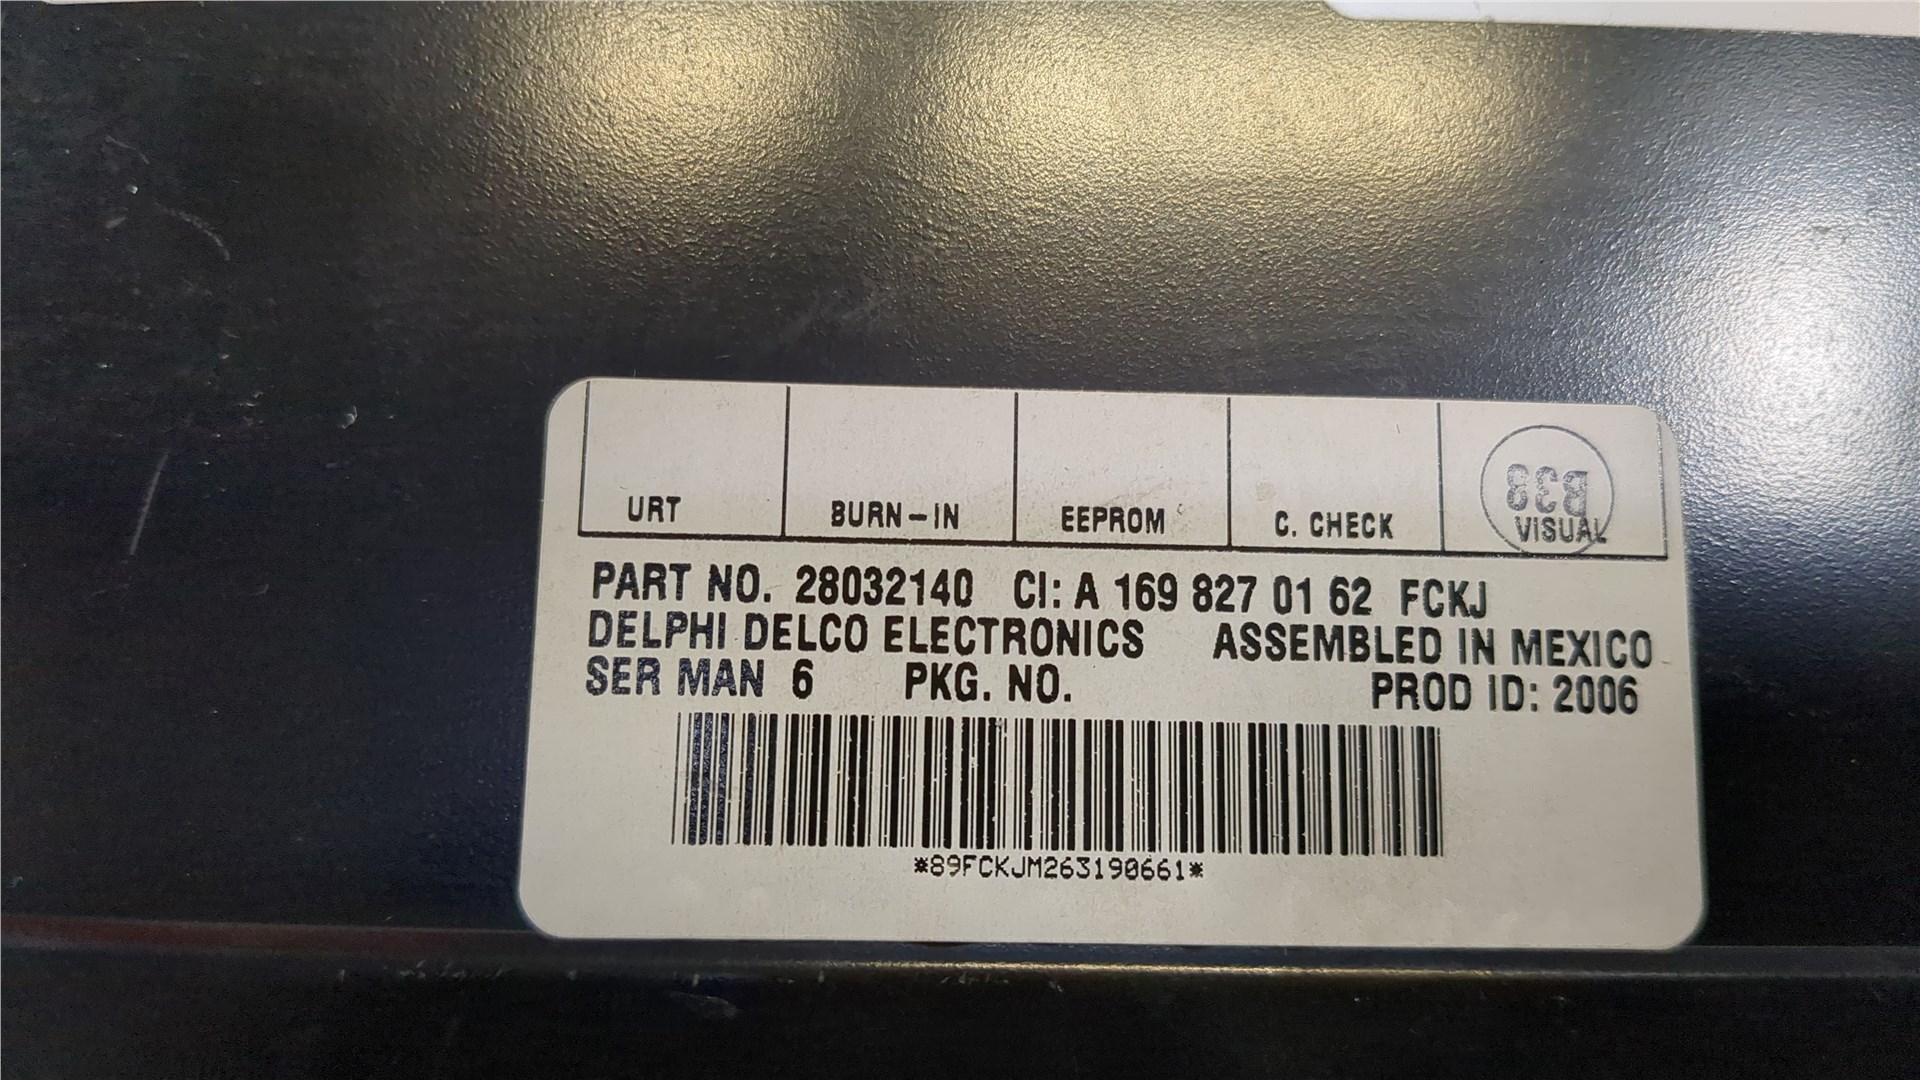 URT BURN-IN EEPROM C. CHECK VISUAL
B33
PART NO. 28032140 CI: A 169 827 01 62 FCKJ
DELPHI DELCO ELECTRONICS ASSEMBLED IN MEXICO
SER MAN 6 PKG. NO. PROD ID: 2006
*89FCKJM263190661*